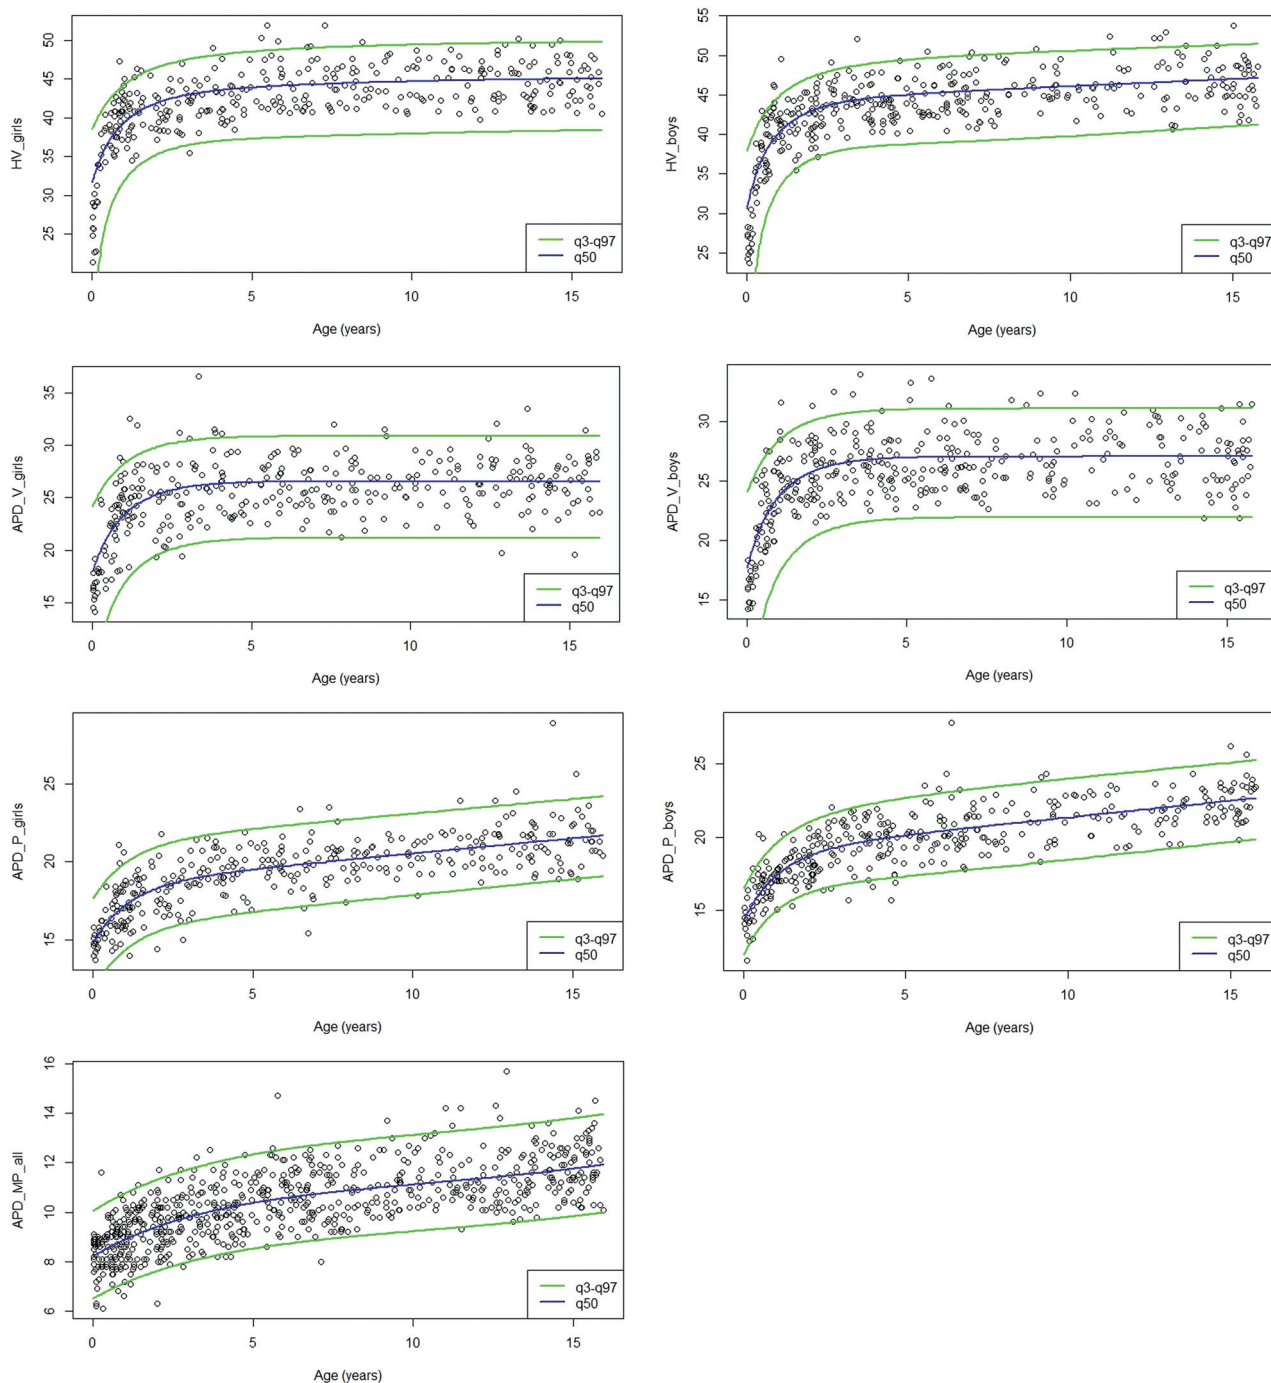 HV_girls
50
45
40
35
30
25
q3-q97
q50
0 5 10 15
Age (years)
HV_boys
55
50
45
40
35
30
25
q3-q97
q50
0 5 10 15
Age (years)
APD_V_girls
35
30
25
20
15
q3-q97
q50
0 5 10 15
Age (years)
APD_V_boys
30
25
20
15
q3-q97
q50
0 5 10 15
Age (years)
APD_P_girls
25
20
15
q3-q97
q50
0 5 10 15
Age (years)
APD_P_boys
25
20
15
q3-q97
q50
0 5 10 15
Age (years)
APD_MP_all
16
14
12
10
8
6
q3-q97
q50
0 5 10 15
Age (years)